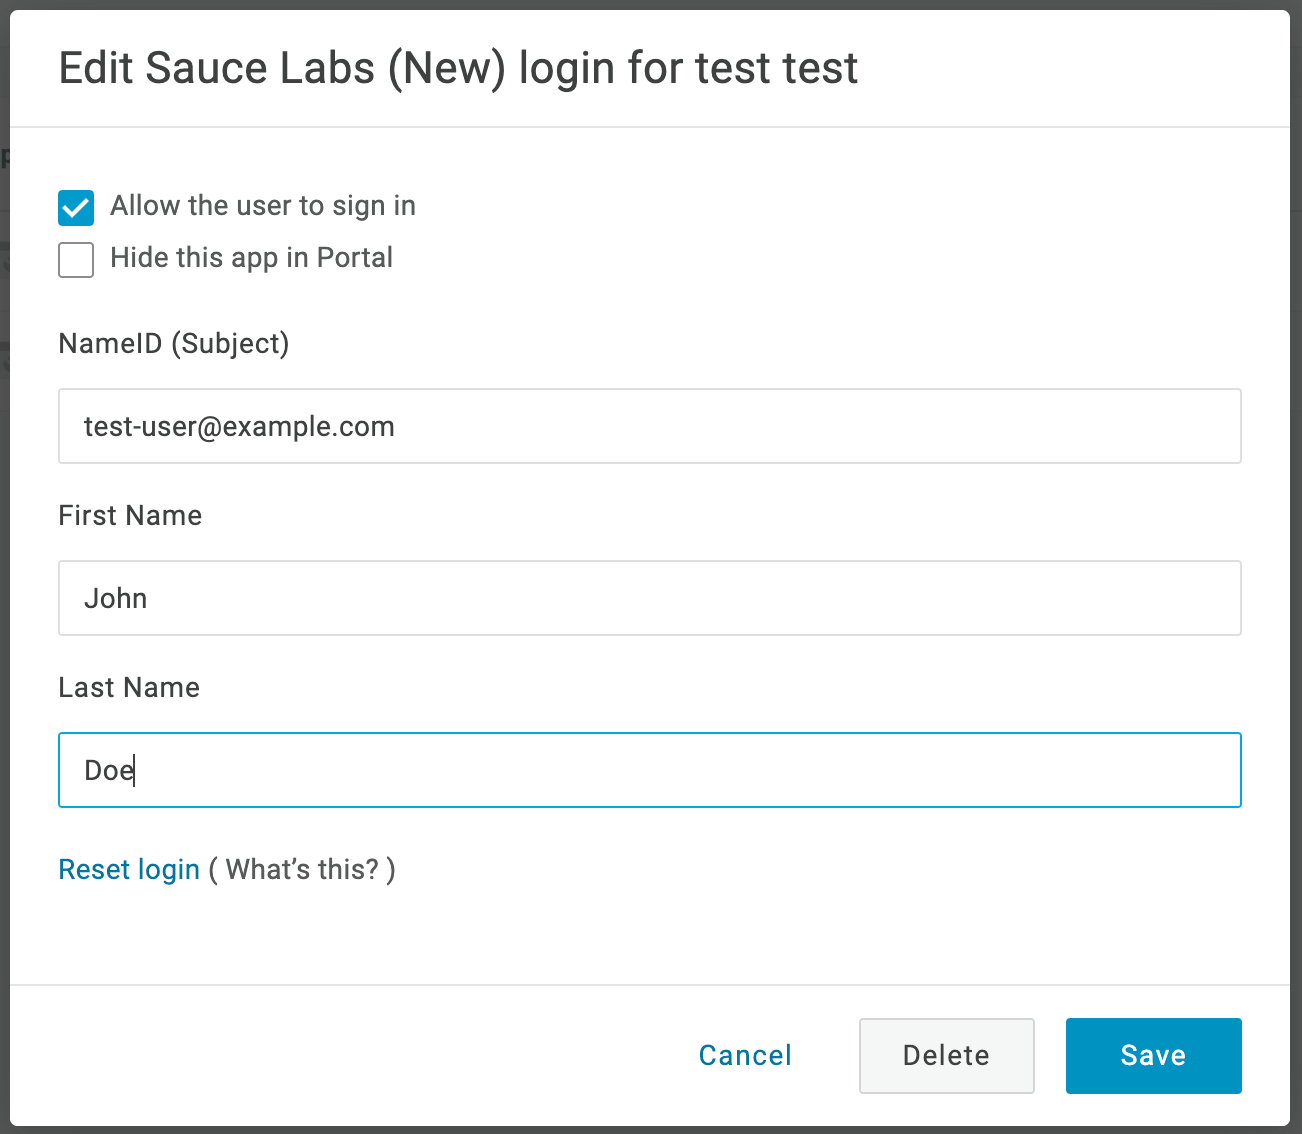 Edit Sauce Labs (New) login for test test
Allow the user to sign in
Hide this app in Portal
NameID (Subject)
test-user@example.com
First Name
John
Last Name
Doe
Reset login ( What’s this? )
Cancel Delete Save